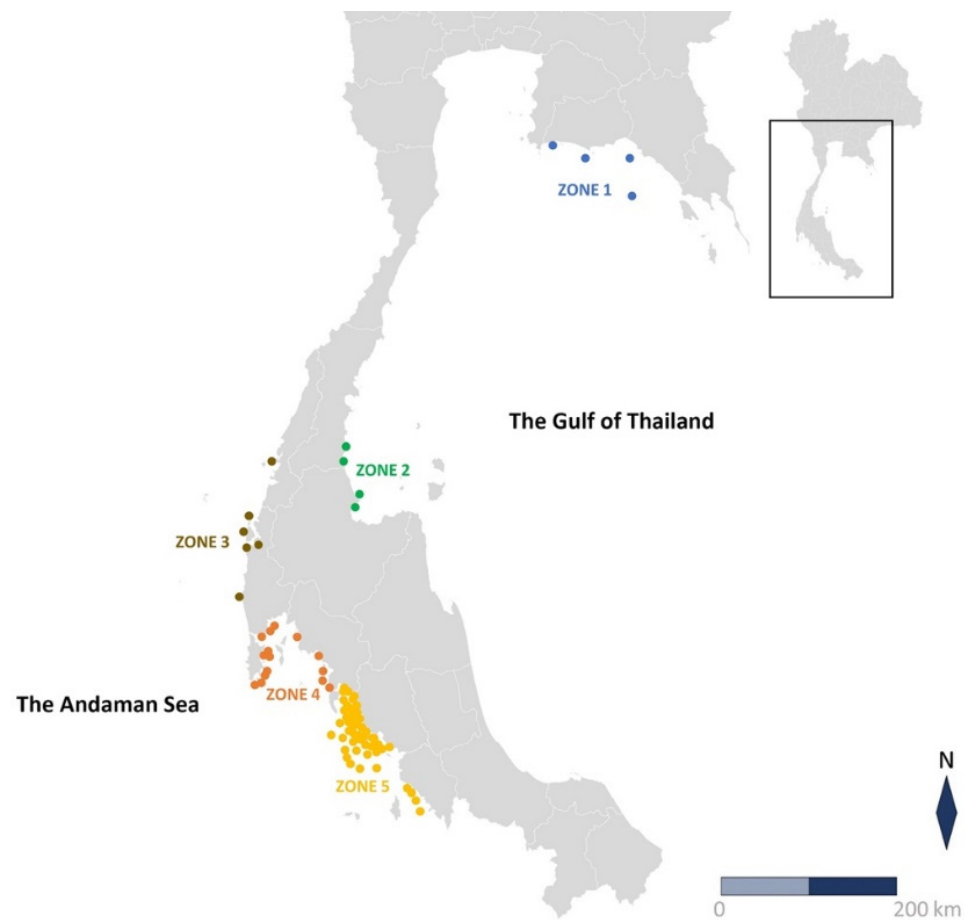 ZONE 1
The Gulf of Thailand
ZONE 2
ZONE 3
ZONE 4
The Andaman Sea
ZONE 5
N
0 200 km